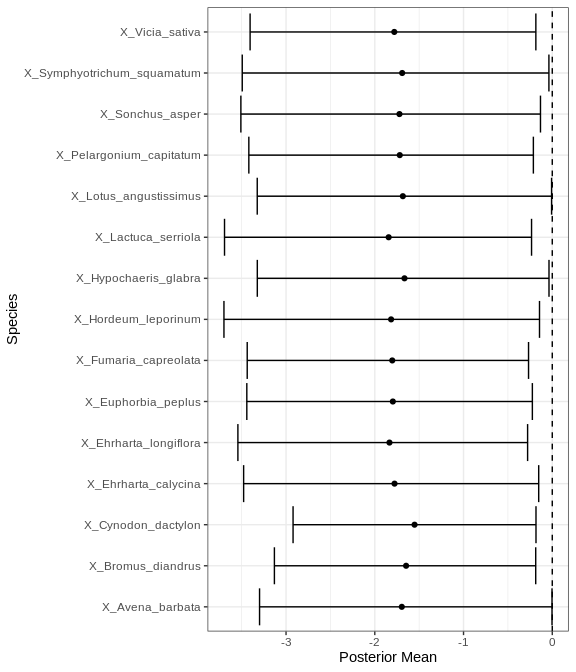 X_Vicia_sativa
X_Symphyotrichum_squamatum
X_Sonchus_asper
X_Pelargonium_capitatum
X_Lotus_angustissimus
X_Lactuca_serriola
X_Hypochaeris_glabra
X_Hordeum_leporinum
X_Fumaria_capreolata
X_Euphorbia_peplus
X_Ehrharta_longiflora
X_Ehrharta_calycina
X_Cynodon_dactylon
X_Bromus_diandrus
X_Avena_barbata
Species
-3 -2 -1 0
Posterior Mean